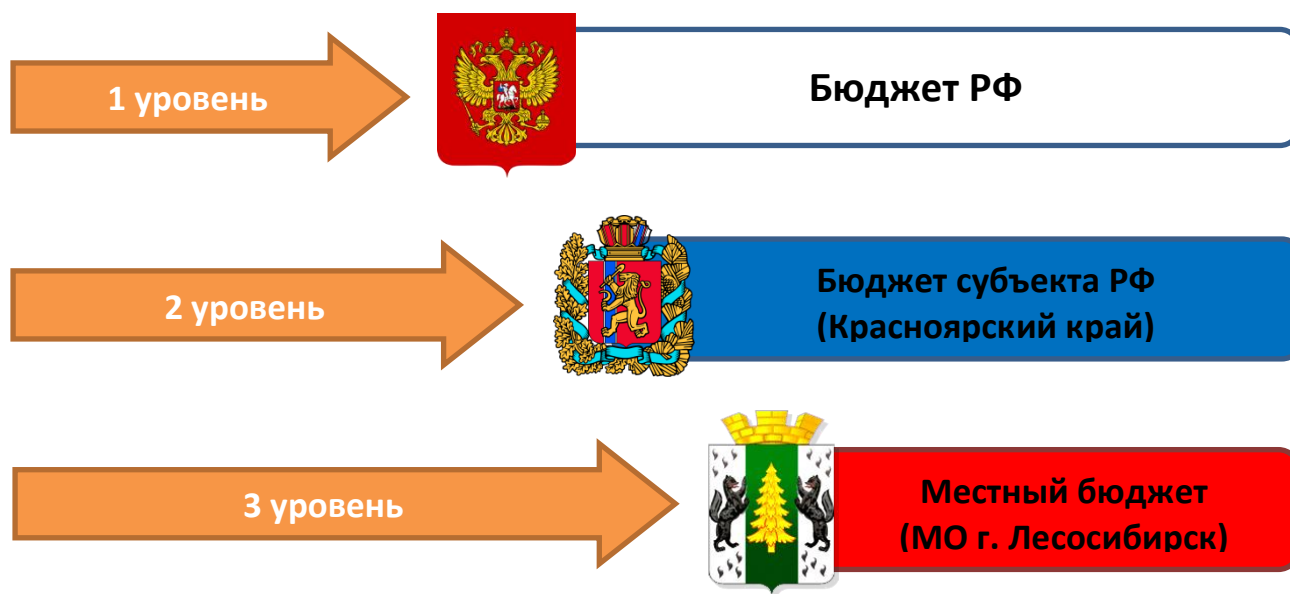 1 уровень
Бюджет РФ
2 уровень
Бюджет субъекта РФ
(Красноярский край)
3 уровень
Местный бюджет
(МО г. Лесосибирск)